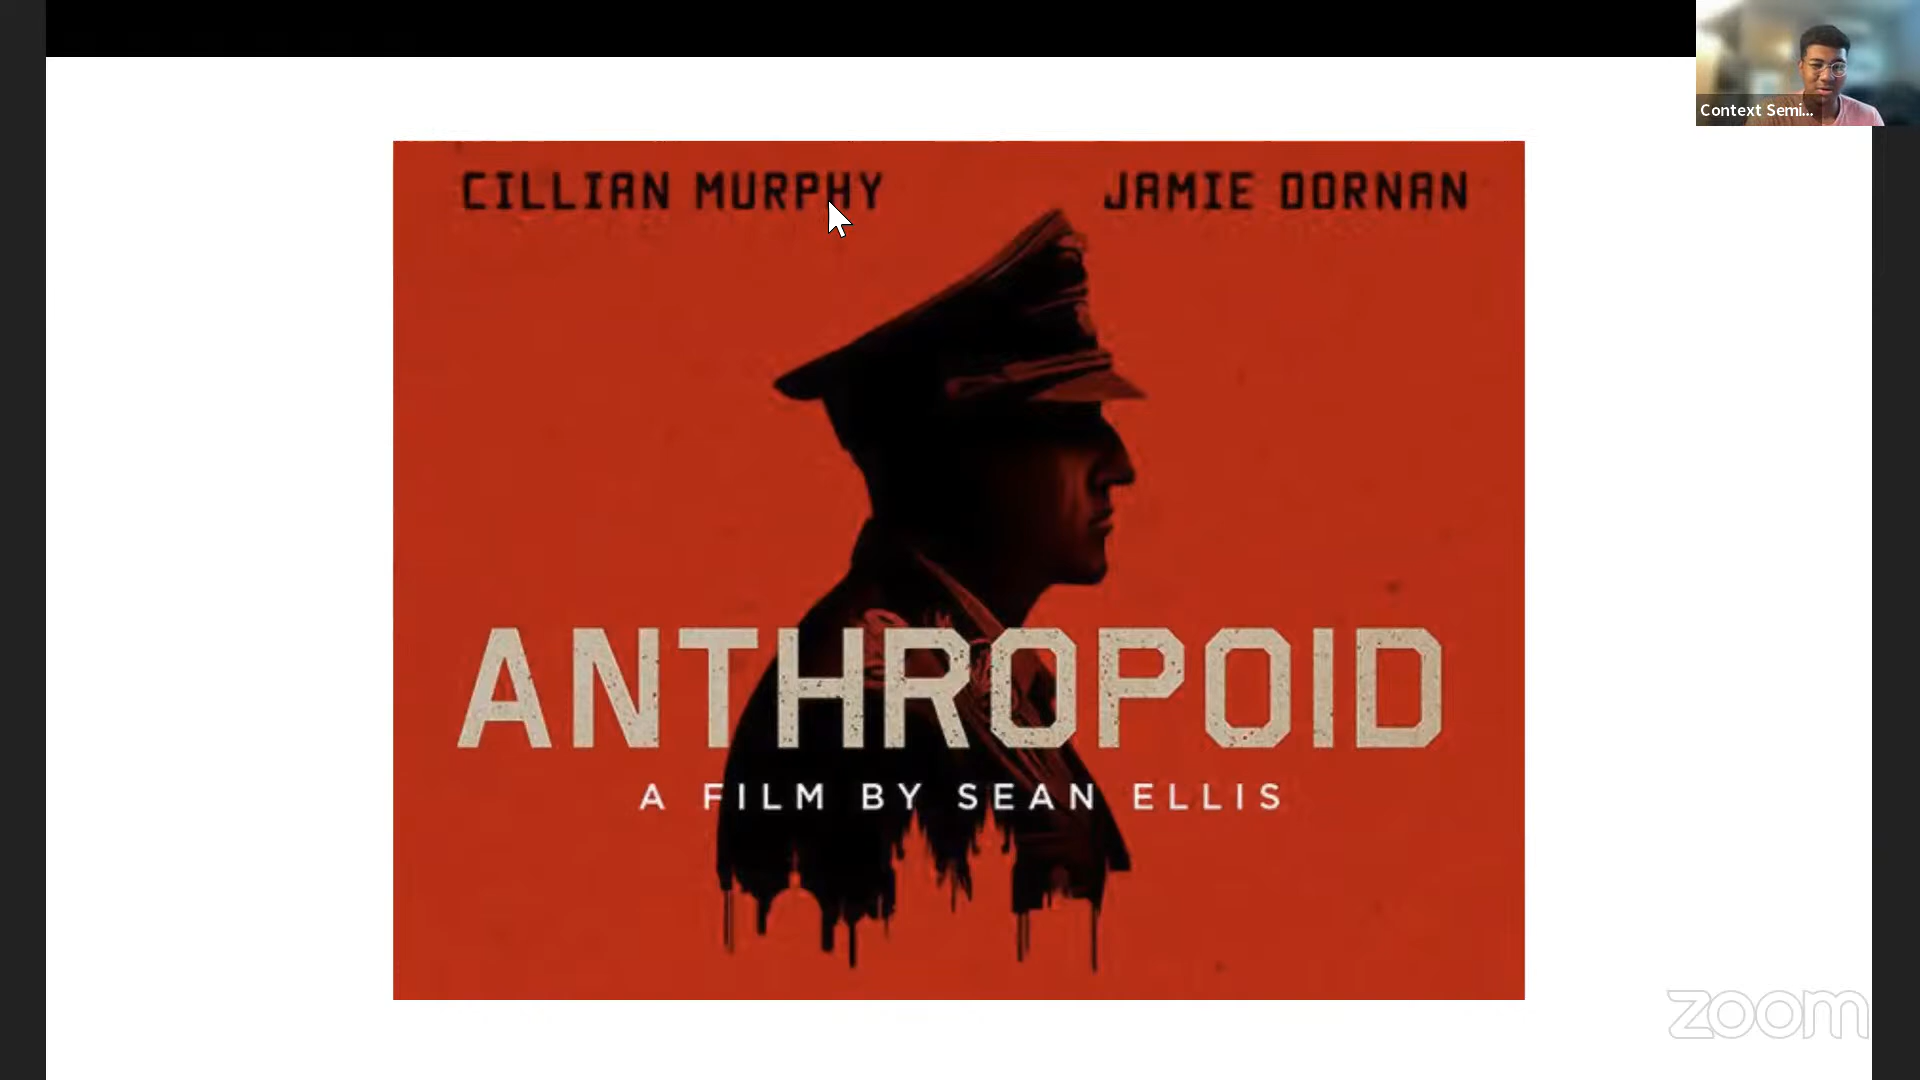 Context Semi...
CILLIAN MURPHY JAMIE DORNAN
ANTHROPOID
A FILM BY SEAN ELLIS
zoom